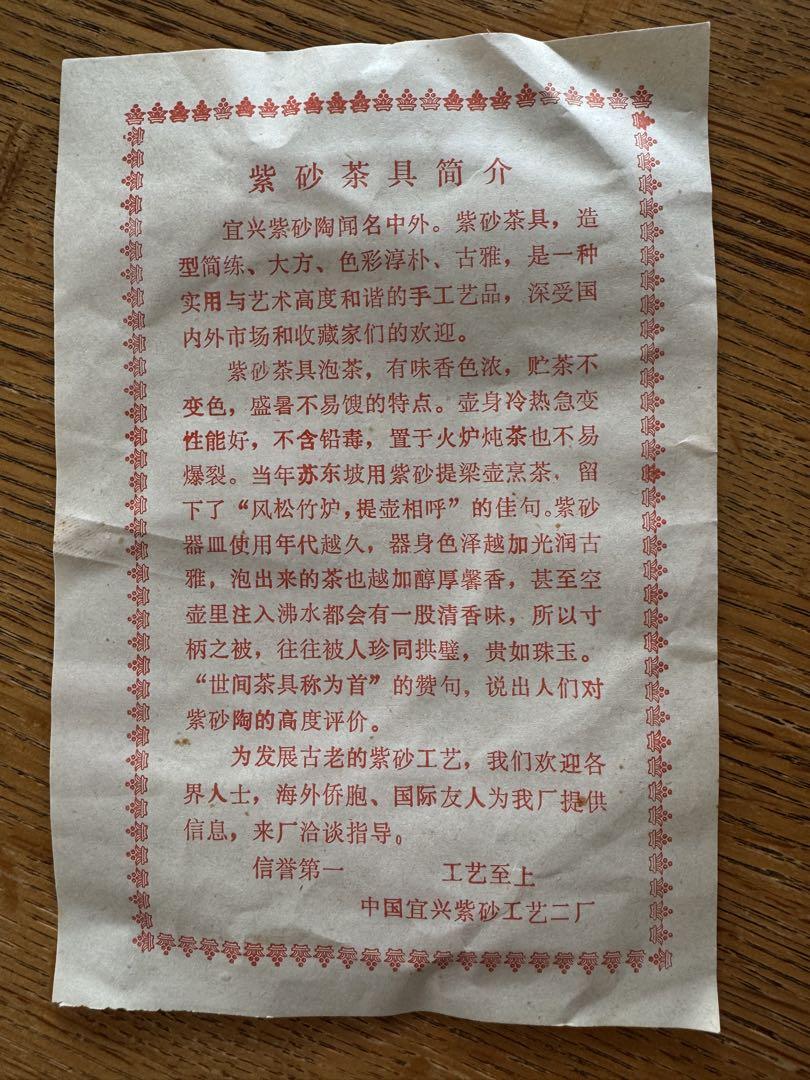 紫砂茶具简介
宜兴紫砂陶闻名中外。紫砂茶具，造
型简练、大方、色彩淳朴、古雅，是一种
实用与艺术高度和谐的手工艺品，深受国
内外市场和收藏家们的欢迎。
紫砂茶具泡茶，有味香色浓，贮茶不
变色，盛暑不易馊的特点。壶身冷热急变
性能好，不含铅毒，置于火炉炖茶也不易
爆裂。当年苏东坡用紫砂提梁壶烹茶，留
下了“风松竹炉，提壶相呼”的佳句。紫砂
器皿使用年代越久，器身色泽越加光润古
雅，泡出来的茶也越加醇厚馨香，甚至空
壶里注入沸水都会有一股清香味，所以寸
柄之被，往往被人珍同拱璧，贵如珠玉。
“世间茶具称为首”的赞句，说出人们对
紫砂陶的高度评价。
为发展古老的紫砂工艺，我们欢迎各
界人士，海外侨胞、国际友人为我厂提供
信息，来厂洽谈指导。
信誉第一 工艺至上
中国宜兴紫砂工艺二厂